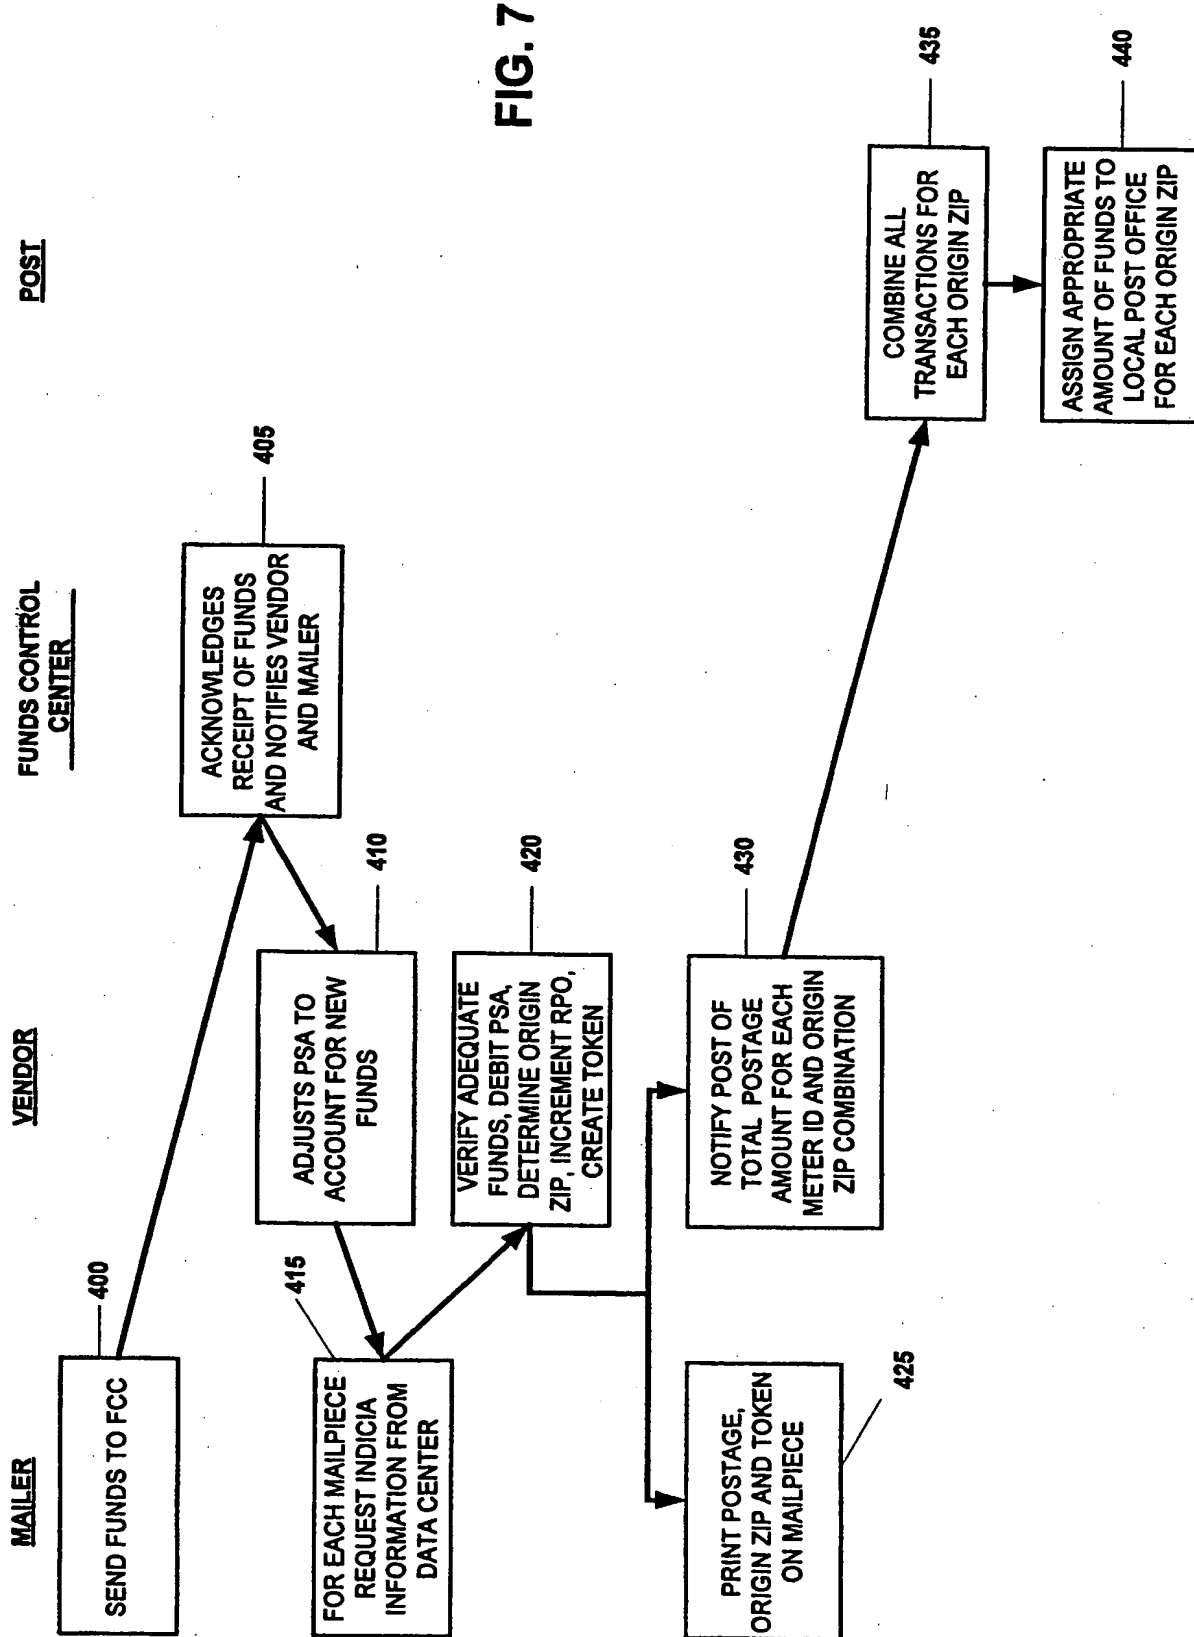 MAILER
VENDOR
FUNDS CONTROL
CENTER
POST
400
SEND FUNDS TO FCC
405
ACKNOWLEDGES
RECEIPT OF FUNDS
AND NOTIFIES VENDOR
AND MAILER
410
ADJUSTS PSA TO
ACCOUNT FOR NEW
FUNDS
415
FOR EACH MAILPIECE
REQUEST INDICIA
INFORMATION FROM
DATA CENTER
420
VERIFY ADEQUATE
FUNDS, DEBIT PSA,
DETERMINE ORIGIN
ZIP, INCREMENT RPO,
CREATE TOKEN
425
PRINT POSTAGE,
ORIGIN ZIP AND TOKEN
ON MAILPIECE
430
NOTIFY POST OF
TOTAL POSTAGE
AMOUNT FOR EACH
METER ID AND ORIGIN
ZIP COMBINATION
435
COMBINE ALL
TRANSACTIONS FOR
EACH ORIGIN ZIP
440
ASSIGN APPROPRIATE
AMOUNT OF FUNDS TO
LOCAL POST OFFICE
FOR EACH ORIGIN ZIP
FIG. 7